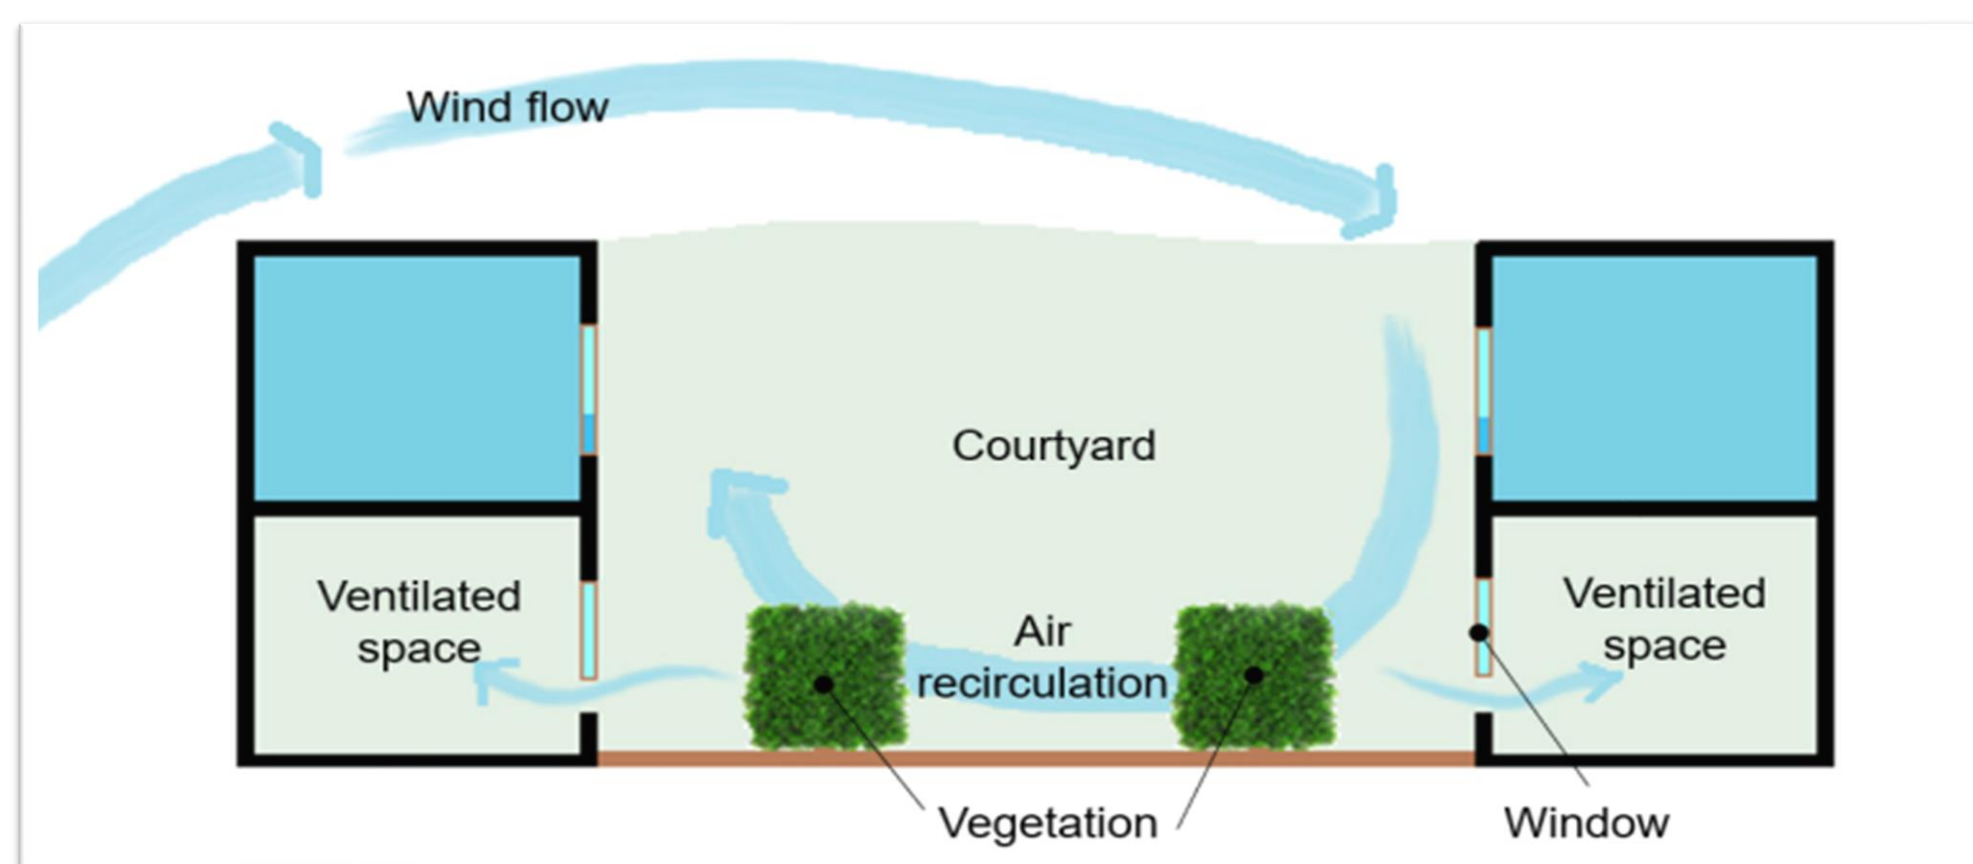 Wind flow
Courtyard
Ventilated
space
Air
recirculation
Ventilated
space
Vegetation
Window